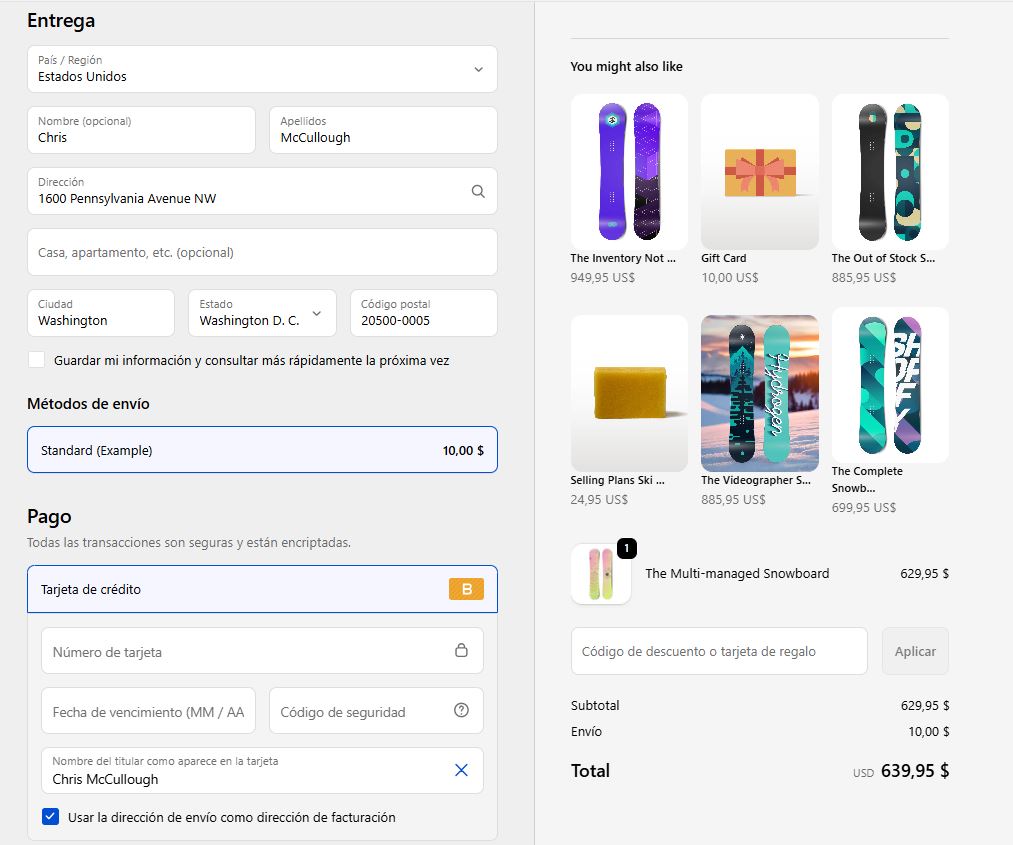 Entrega
País / Región
Estados Unidos
Nombre (opcional)
Chris
Apellidos
McCullough
Dirección
1600 Pennsylvania Avenue NW
Casa, apartamento, etc. (opcional)
Ciudad
Washington
Estado
Washington D. C.
Código postal
20500-0005
Guardar mi información y consultar más rápidamente la próxima vez
Métodos de envío
Standard (Example)
10,00 $
Pago
Todas las transacciones son seguras y están encriptadas.
Tarjeta de crédito
B
Número de tarjeta
Fecha de vencimiento (MM / AA
Código de seguridad
Nombre del titular como aparece en la tarjeta
Chris McCullough
Usar la dirección de envío como dirección de facturación
You might also like
The Inventory Not ...
949,95 US$
Gift Card
10,00 US$
The Out of Stock S...
885,95 US$
Selling Plans Ski ...
24,95 US$
Hydrogen
The Videographer S...
885,95 US$
The Complete
Snowb...
699,95 US$
1
The Multi-managed Snowboard
629,95 $
Código de descuento o tarjeta de regalo
Aplicar
Subtotal
629,95 $
Envío
10,00 $
Total
USD 639,95 $